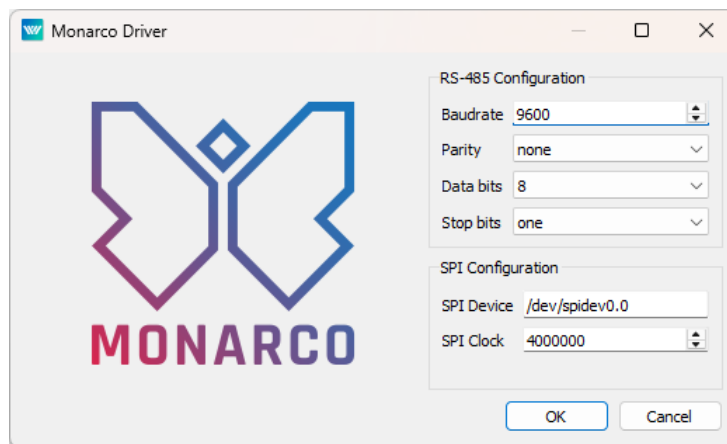 Monarco Driver
RS-485 Configuration
Baudrate 9600
Parity none
Data bits 8
Stop bits one
SPI Configuration
SPI Device /dev/spidev0.0
SPI Clock 4000000
MONARCO
OK Cancel